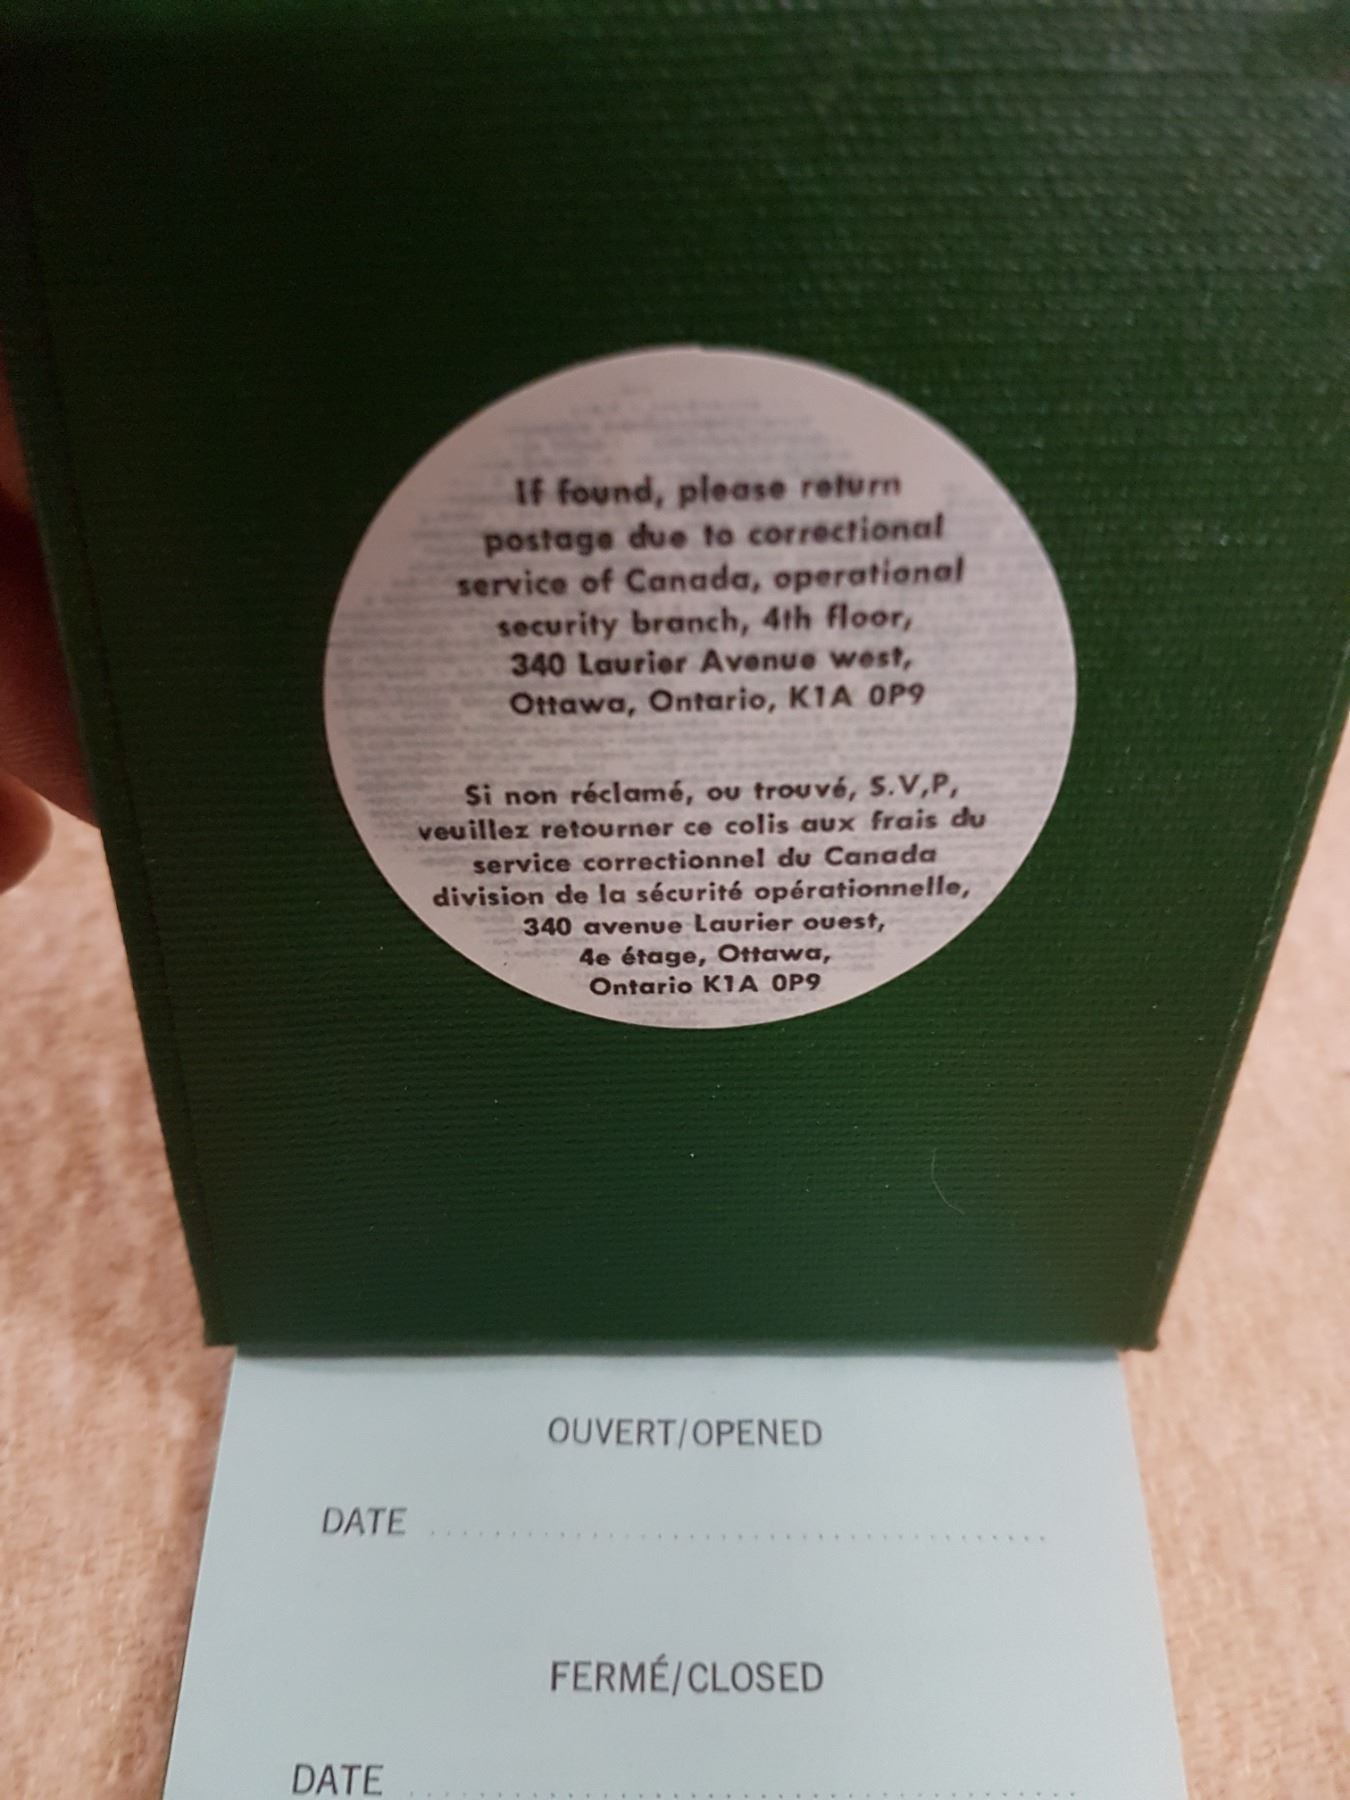 If found, please return
postage due to correctional
service of Canada, operational
security branch, 4th floor,
340 Laurier Avenue west,
Ottawa, Ontario, K1A 0P9
Si non réclamé, ou trouvé, S.V,P,
veuillez retourner ce colis aux frais du
service correctionnel du Canada
division de la sécurité opérationnelle,
340 avenue Laurier ouest,
4e étage, Ottawa,
Ontario K1A 0P9
OUVERT/OPENED
DATE
FERMÉ/CLOSED
DATE